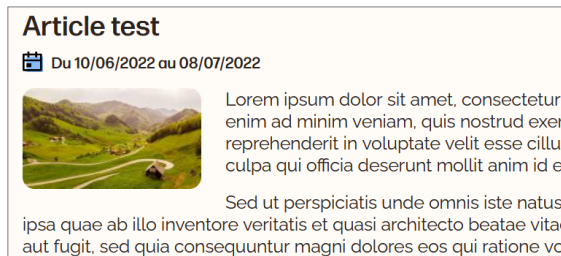 Article test
Du 10/06/2022 au 08/07/2022
Lorem ipsum dolor sit amet, consectetur
enim ad minim veniam, quis nostrud exer
reprehenderit in voluptate velit esse cillu
culpa qui officia deserunt mollit anim id e
Sed ut perspiciatis unde omnis iste natus
ipsa quae ab illo inventore veritatis et quasi architecto beatae vitae
aut fugit, sed quia consequuntur magni dolores eos qui ratione vo